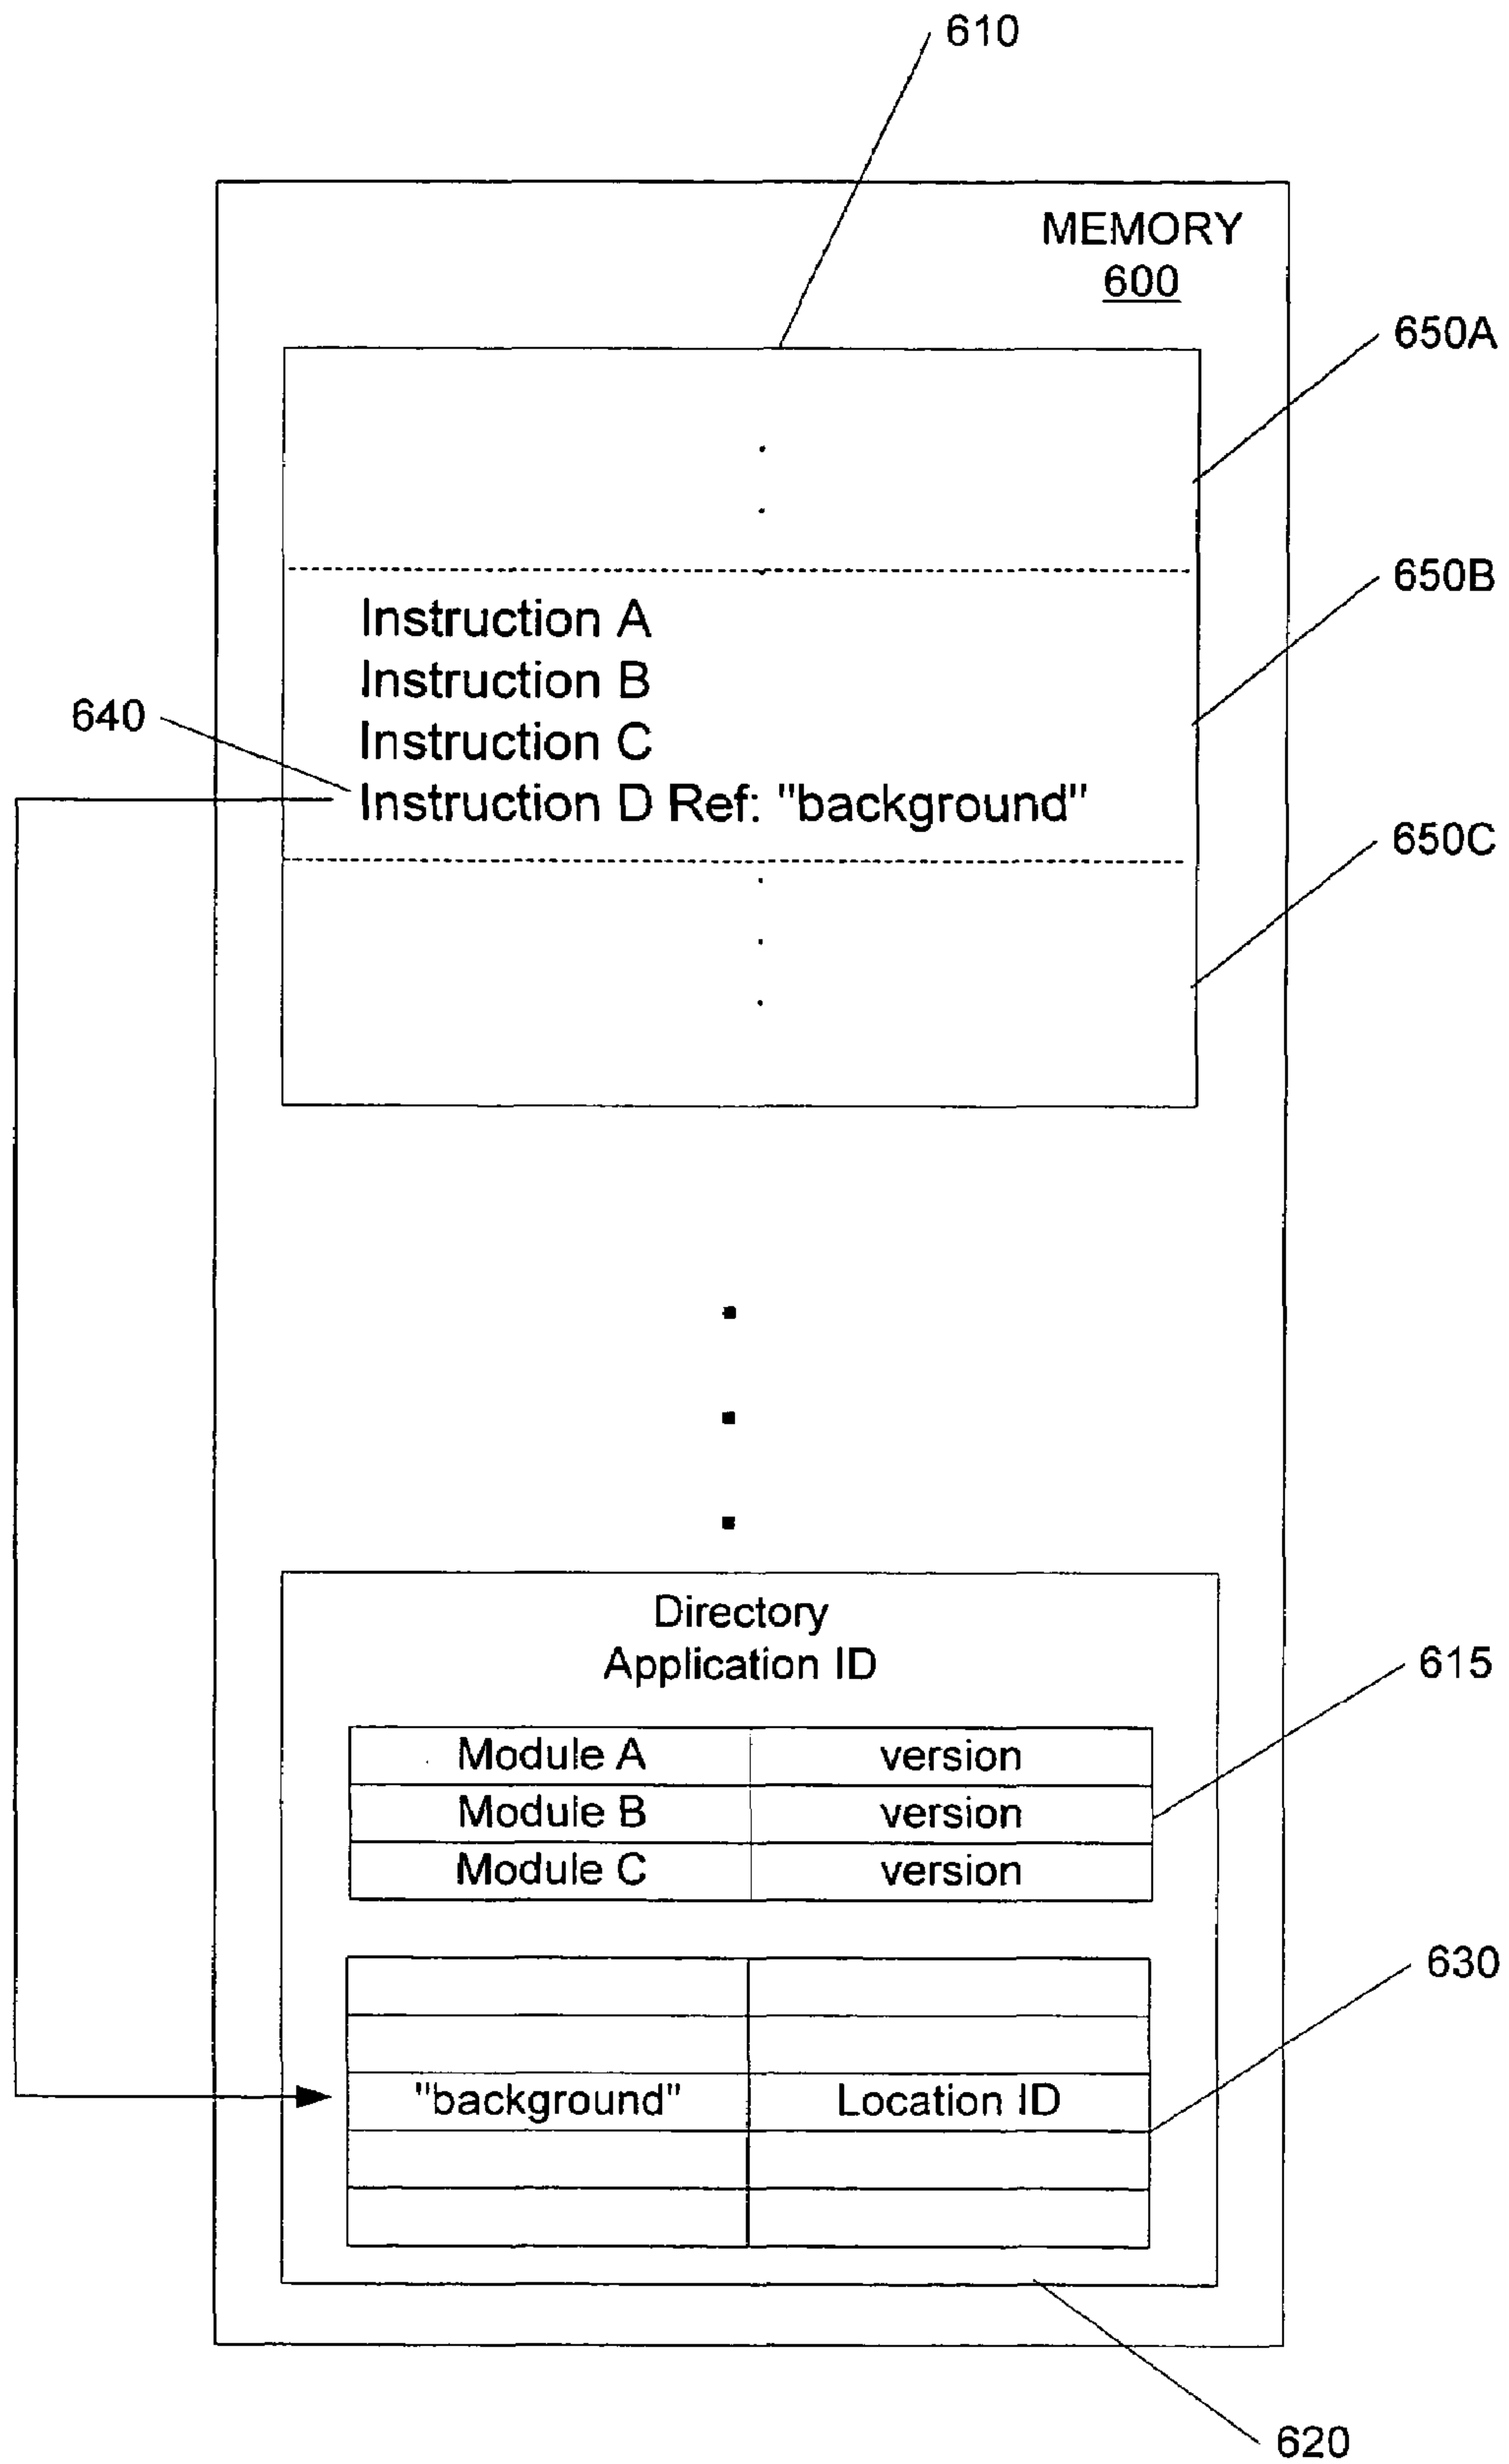 610
MEMORY
600
650A
650B
Instruction A
Instruction B
Instruction C
640
Instruction D Ref: "background"
650C
Directory
Application ID
615
Module A version
Module B version
Module C version
630
"background" Location ID
620